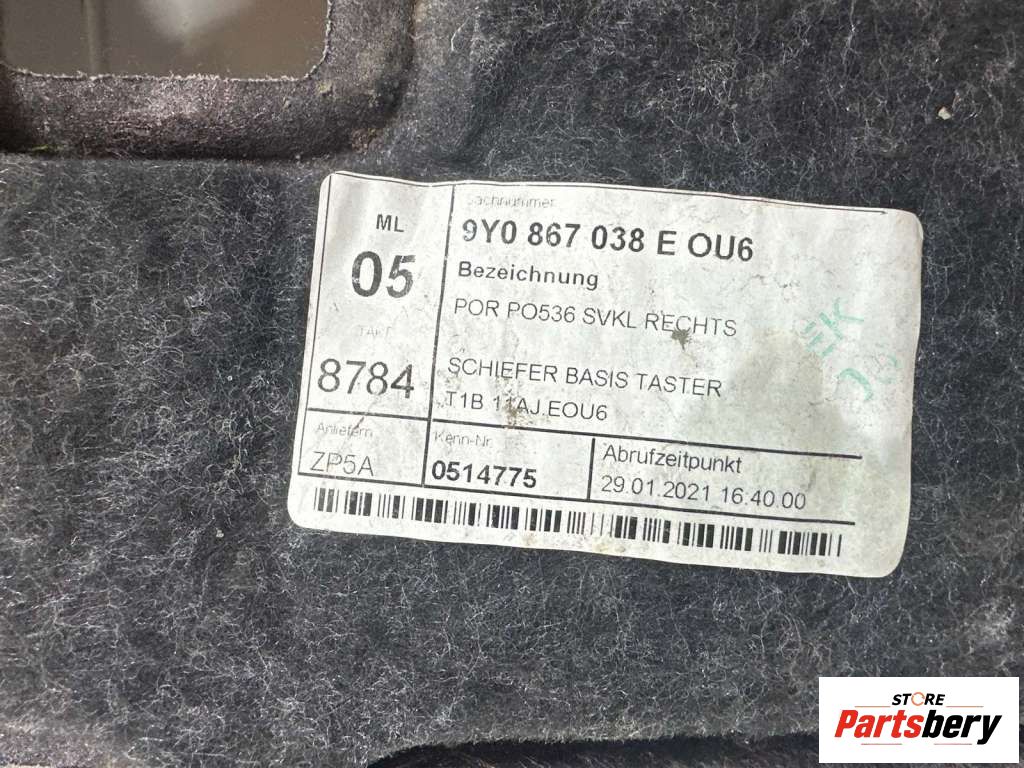 ML
05
TAKT
8784
Anliefern
ZP5A
Sachnummer
9Y0 867 038 E OU6
Bezeichnung
POR PO536 SVKL RECHTS
SCHIEFER BASIS TASTER
T1B 11AJ EOU6
Kenn-Nr.
0514775
Abrufzeitpunkt
29.01.2021 16.40.00
STORE
Partsbery